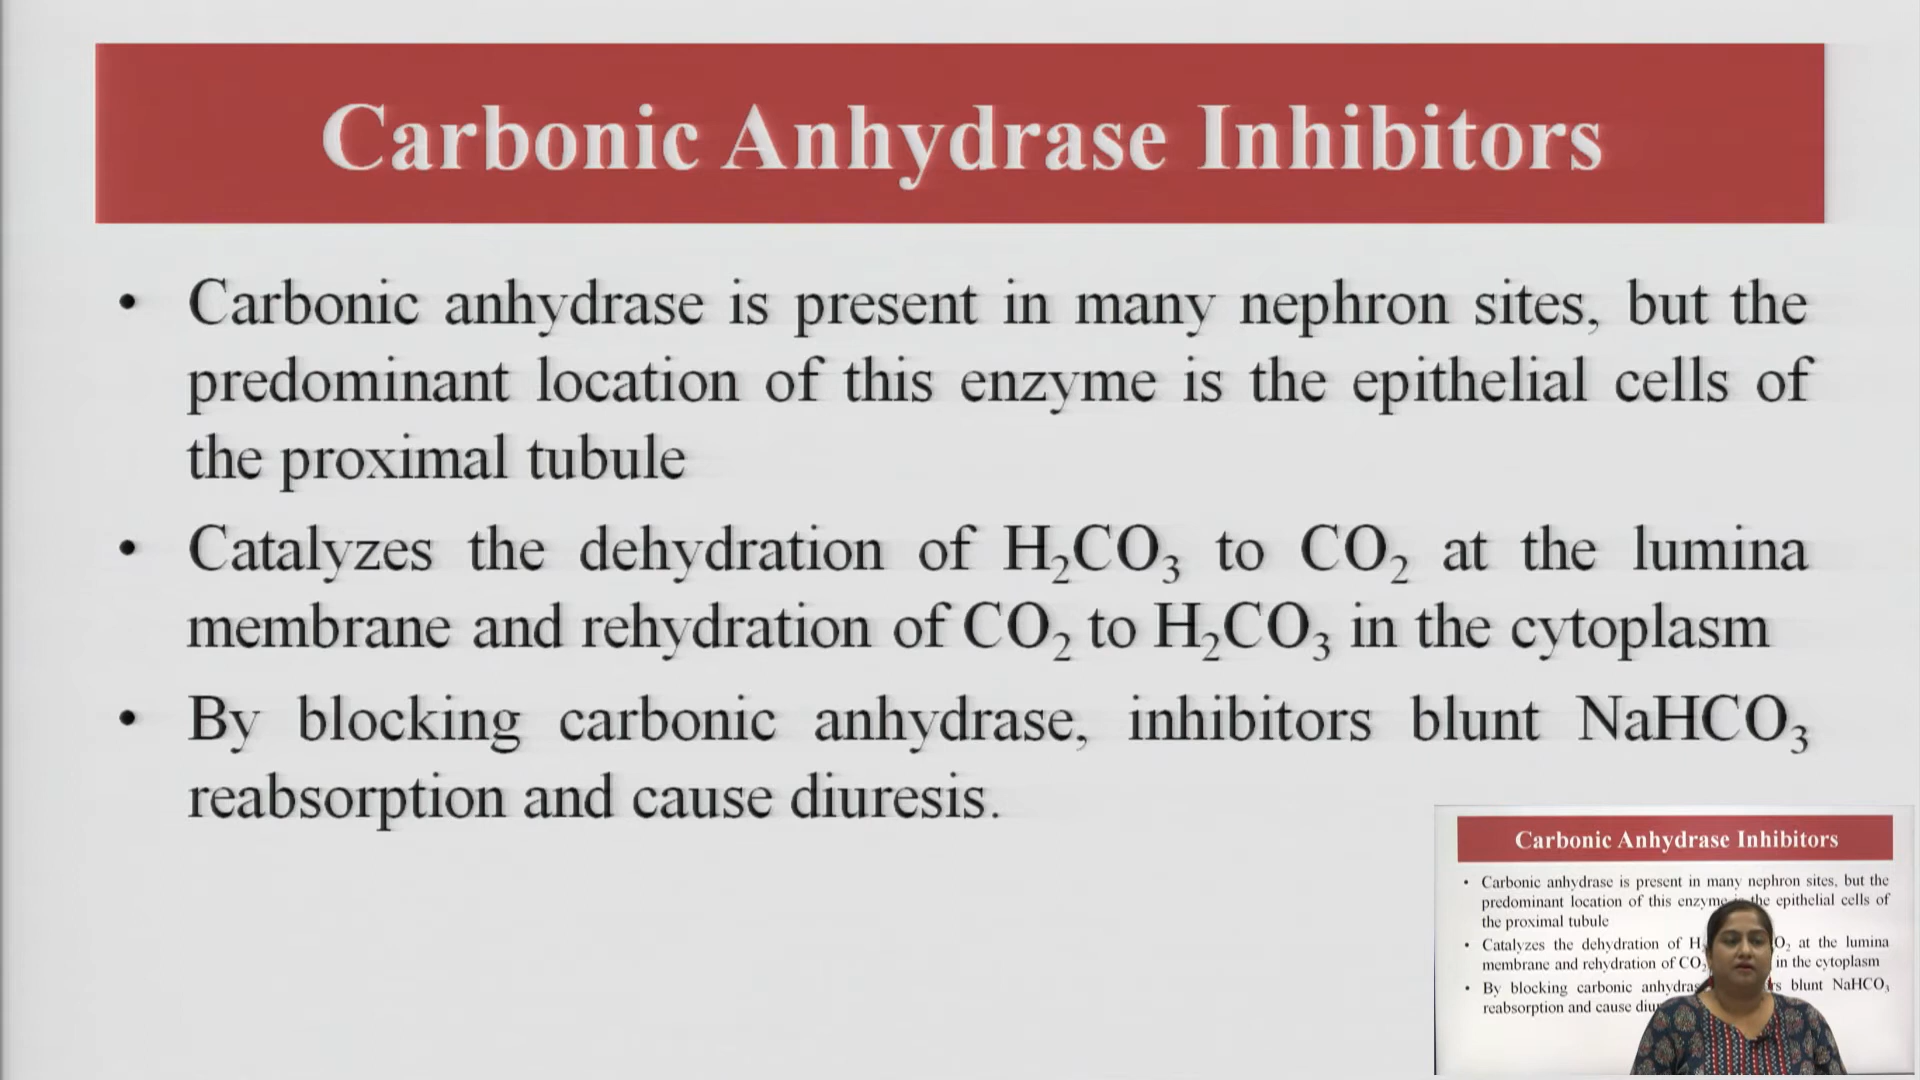 Carbonic Anhydrase Inhibitors
• Carbonic anhydrase is present in many nephron sites, but the
predominant location of this enzyme is the epithelial cells of
the proximal tubule
• Catalyzes the dehydration of H₂CO₃ to CO₂ at the lumina
membrane and rehydration of CO₂ to H₂CO₃ in the cytoplasm
• By blocking carbonic anhydrase, inhibitors blunt NaHCO₃
reabsorption and cause diuresis.
Carbonic Anhydrase Inhibitors
• Carbonic anhydrase is present in many nephron sites, but the
predominant location of this enzyme the epithelial cells of
the proximal tubule
• Catalyzes the dehydration of H O₂ at the lumina
membrane and rehydration of CO₂ in the cytoplasm
• By blocking carbonic anhydras s blunt NaHCO₃
reabsorption and cause diu